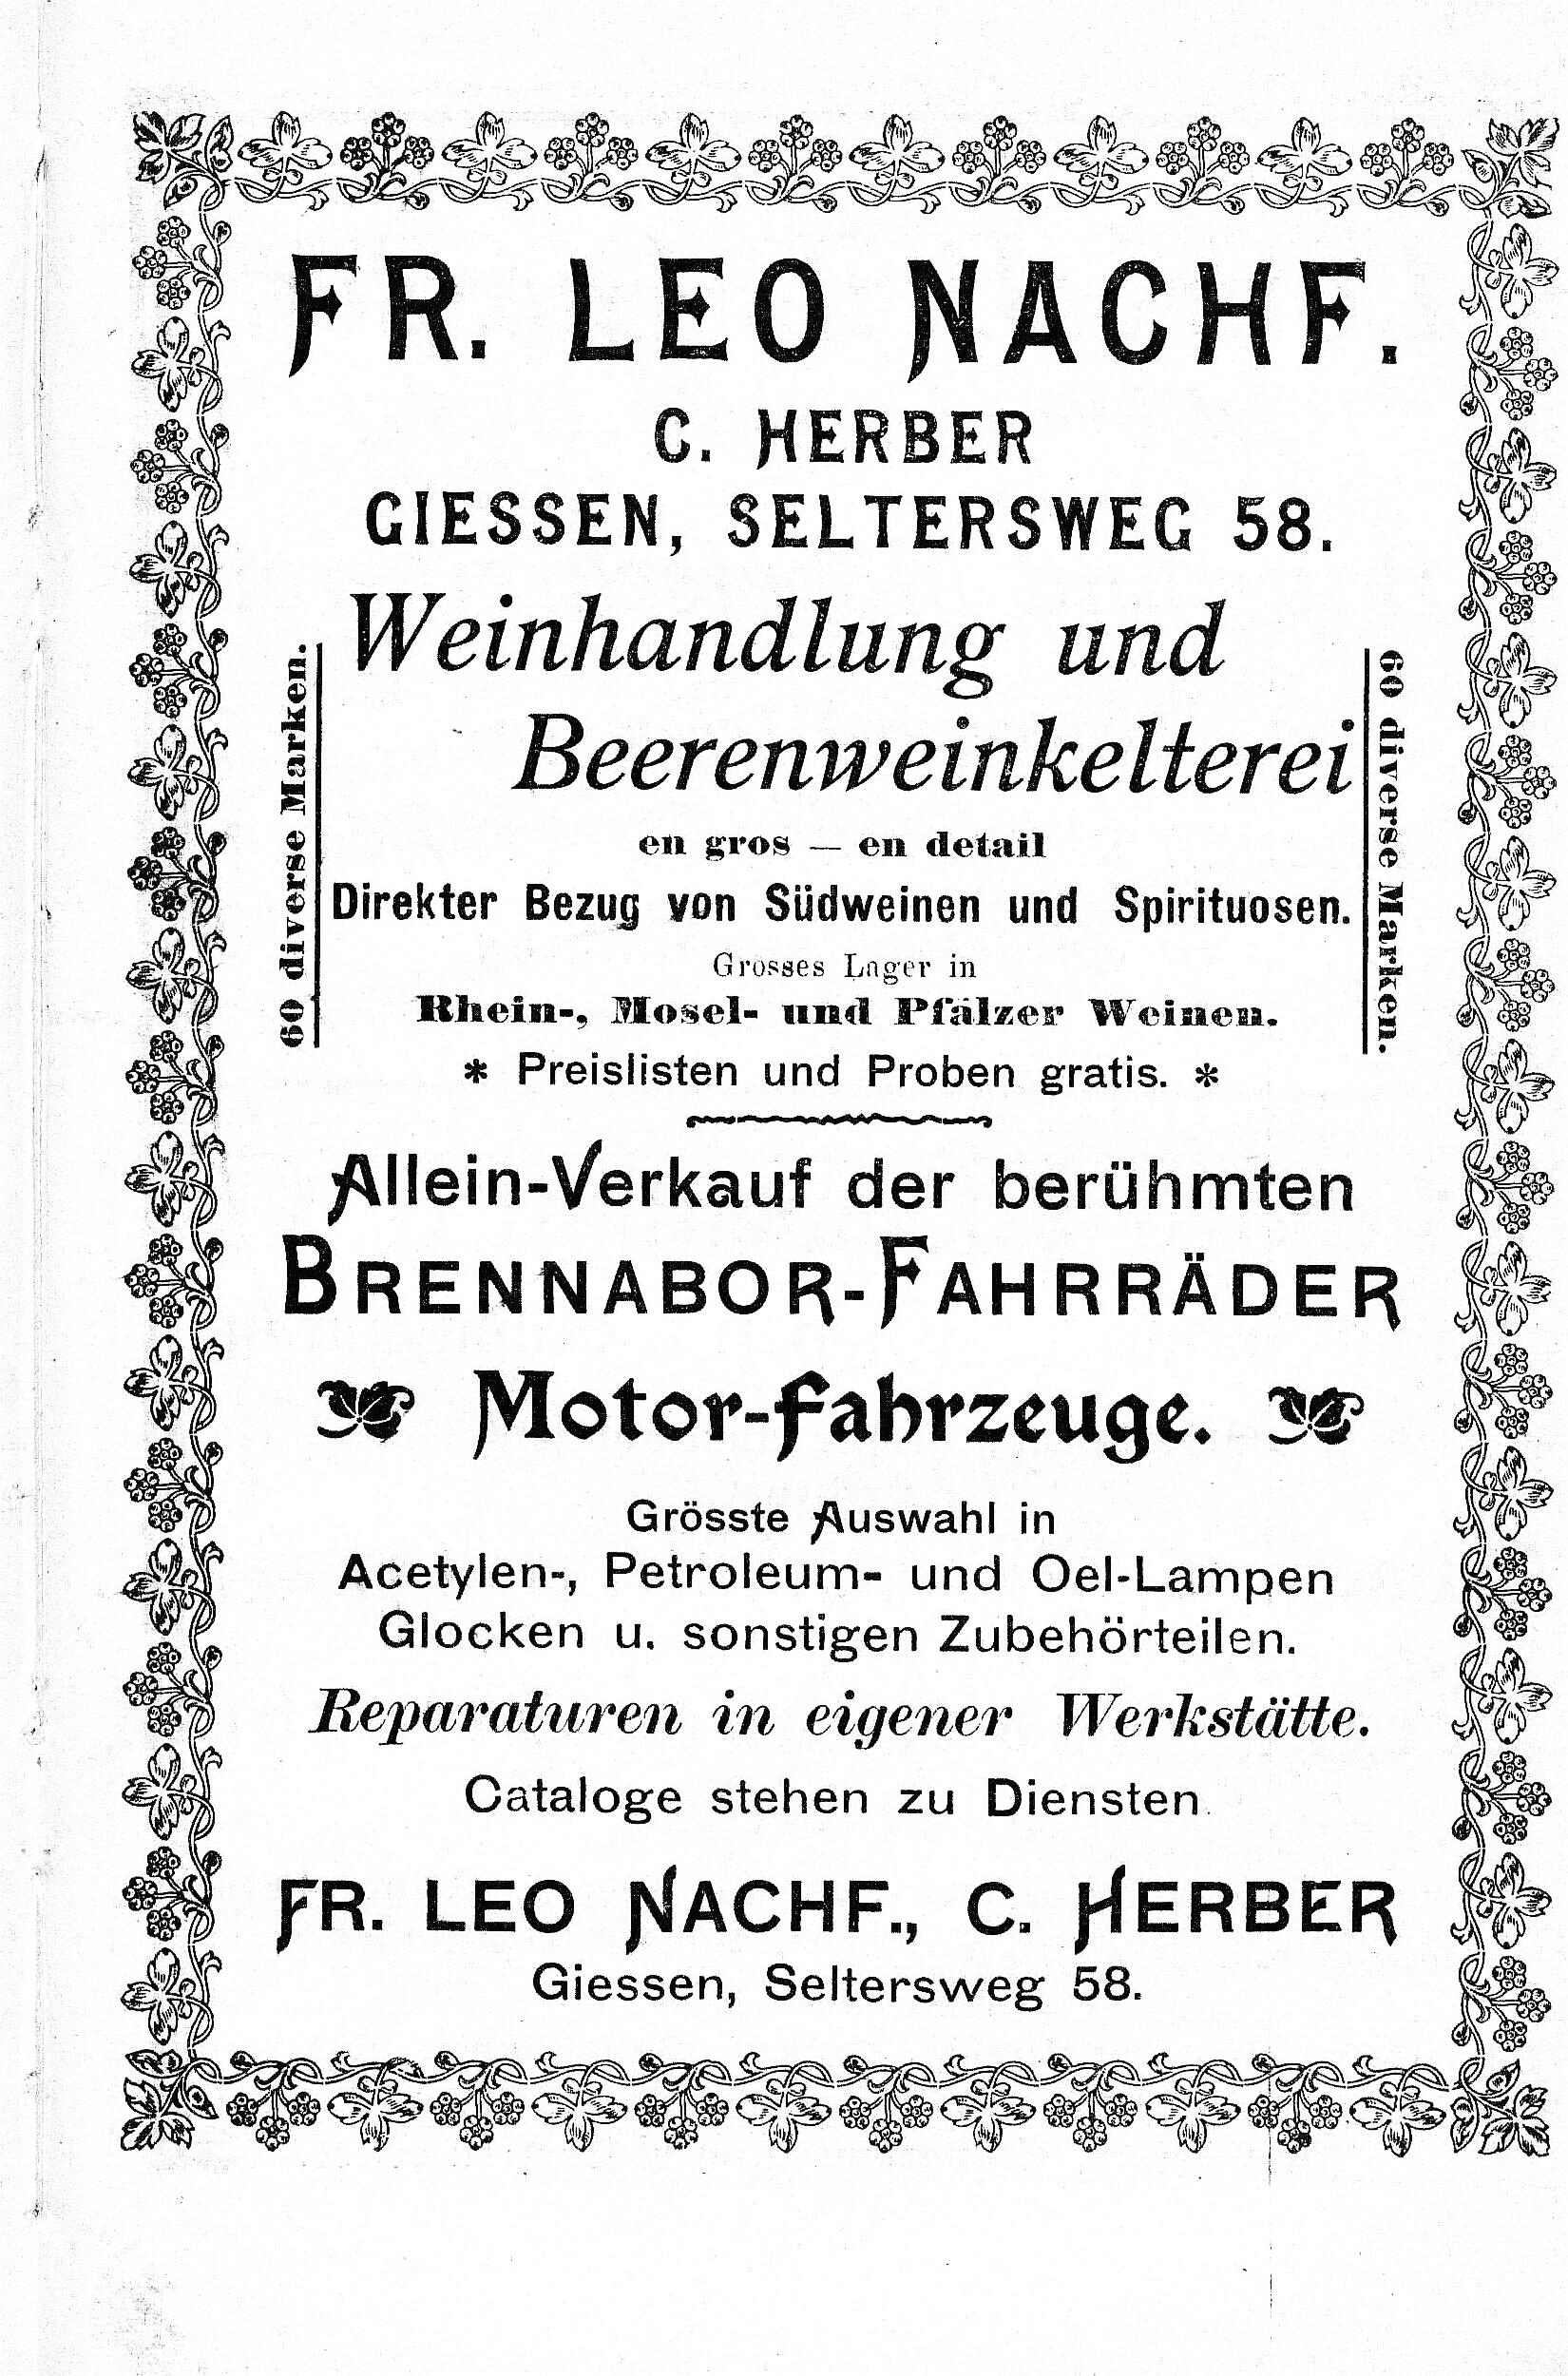 FR. LEO NACHF.
C. HERBER
GIESSEN, SELTERSWEG 58.
60 diverse Marken.
Weinhandlung und
Beerenweinkelterei
60 diverse Marken.
en gros — en detail
Direkter Bezug von Südweinen und Spirituosen.
Grosses Lager in
Rhein-, Mosel- und Pfälzer Weinen.
* Preislisten und Proben gratis. *
Allein-Verkauf der berühmten
BRENNABOR-FAHRRÄDER
Motor-Fahrzeuge.
Grösste Auswahl in
Acetylen-, Petroleum- und Oel-Lampen
Glocken u. sonstigen Zubehörteilen.
Reparaturen in eigener Werkstätte.
Cataloge stehen zu Diensten.
FR. LEO NACHF., C. HERBER
Giessen, Seltersweg 58.